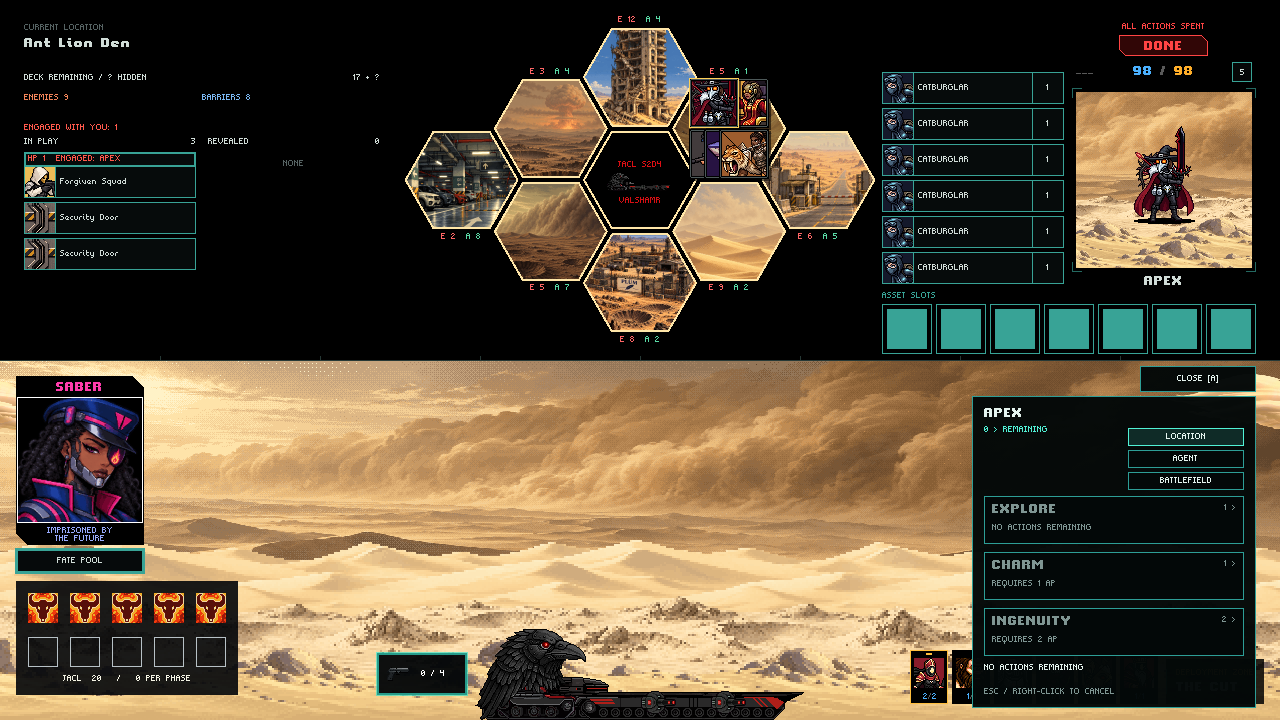 CURRENT LOCATION
Ant Lion Den
DECK REMAINING / ? HIDDEN 17 + ?
ENEMIES 9 BARRIERS 8
ENGAGED WITH YOU: 1
IN PLAY 3 REVEALED 0
HP 1 ENGAGED: APEX
NONE
Forgiven Squad
Security Door
Security Door
E 12 A 4
E 3 A 4
E 5 A 1
TACL S2D4
VALSHAMR
E 2 A 8
E 6 A 5
PLUM
E 5 A 7
E 9 A 2
E 8 A 2
CATBURGLAR 1
CATBURGLAR 1
CATBURGLAR 1
CATBURGLAR 1
CATBURGLAR 1
CATBURGLAR 1
ASSET SLOTS
ALL ACTIONS SPENT
DONE
--- 98 / 98 5
APEX
SABER
IMPRISONED BY
THE FUTURE
FATE POOL
TACL 20 / 0 PER PHASE
0 / 4
2/2
CLOSE [A]
APEX
0 > REMAINING
LOCATION
AGENT
BATTLEFIELD
EXPLORE 1 >
NO ACTIONS REMAINING
CHARM 1 >
REQUIRES 1 AP
INGENUITY 2 >
REQUIRES 2 AP
NO ACTIONS REMAINING
ESC / RIGHT-CLICK TO CANCEL